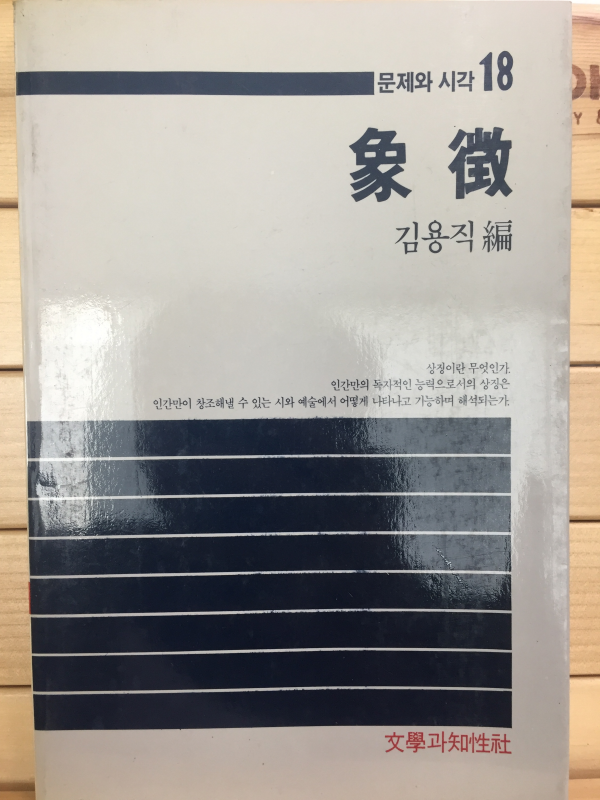 문제와 시각 18
象徵
김용직 編
상징이란 무엇인가.
인간만의 독자적인 능력으로서의 상징은
인간만이 창조해낼 수 있는 시와 예술에서 어떻게 나타나고 기능하며 해석되는가.
文學과知性社